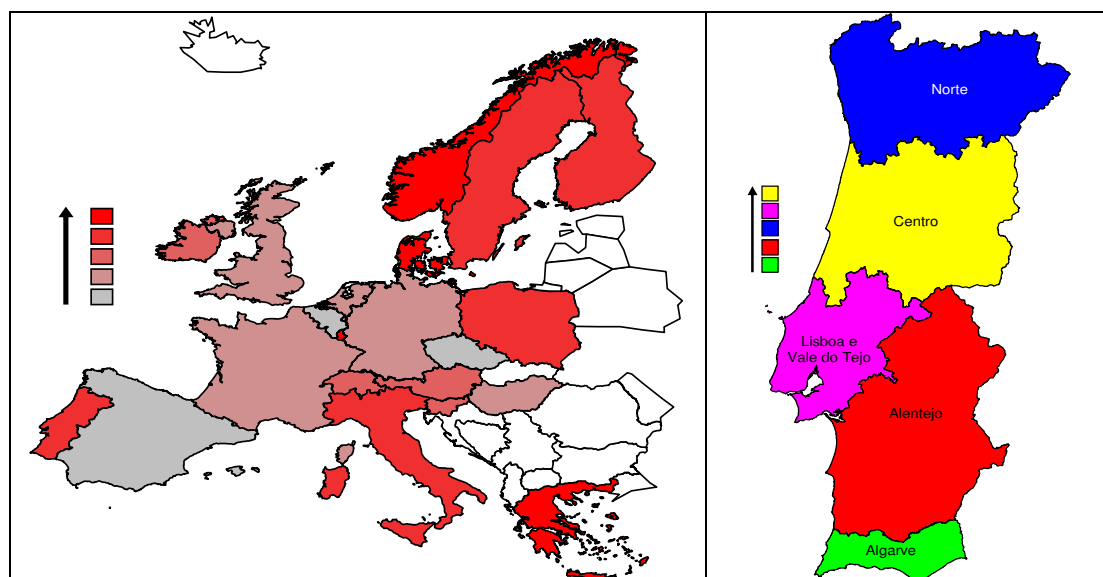 Norte
Centro
Lisboa e
Vale do Tejo
Alentejo
Algarve